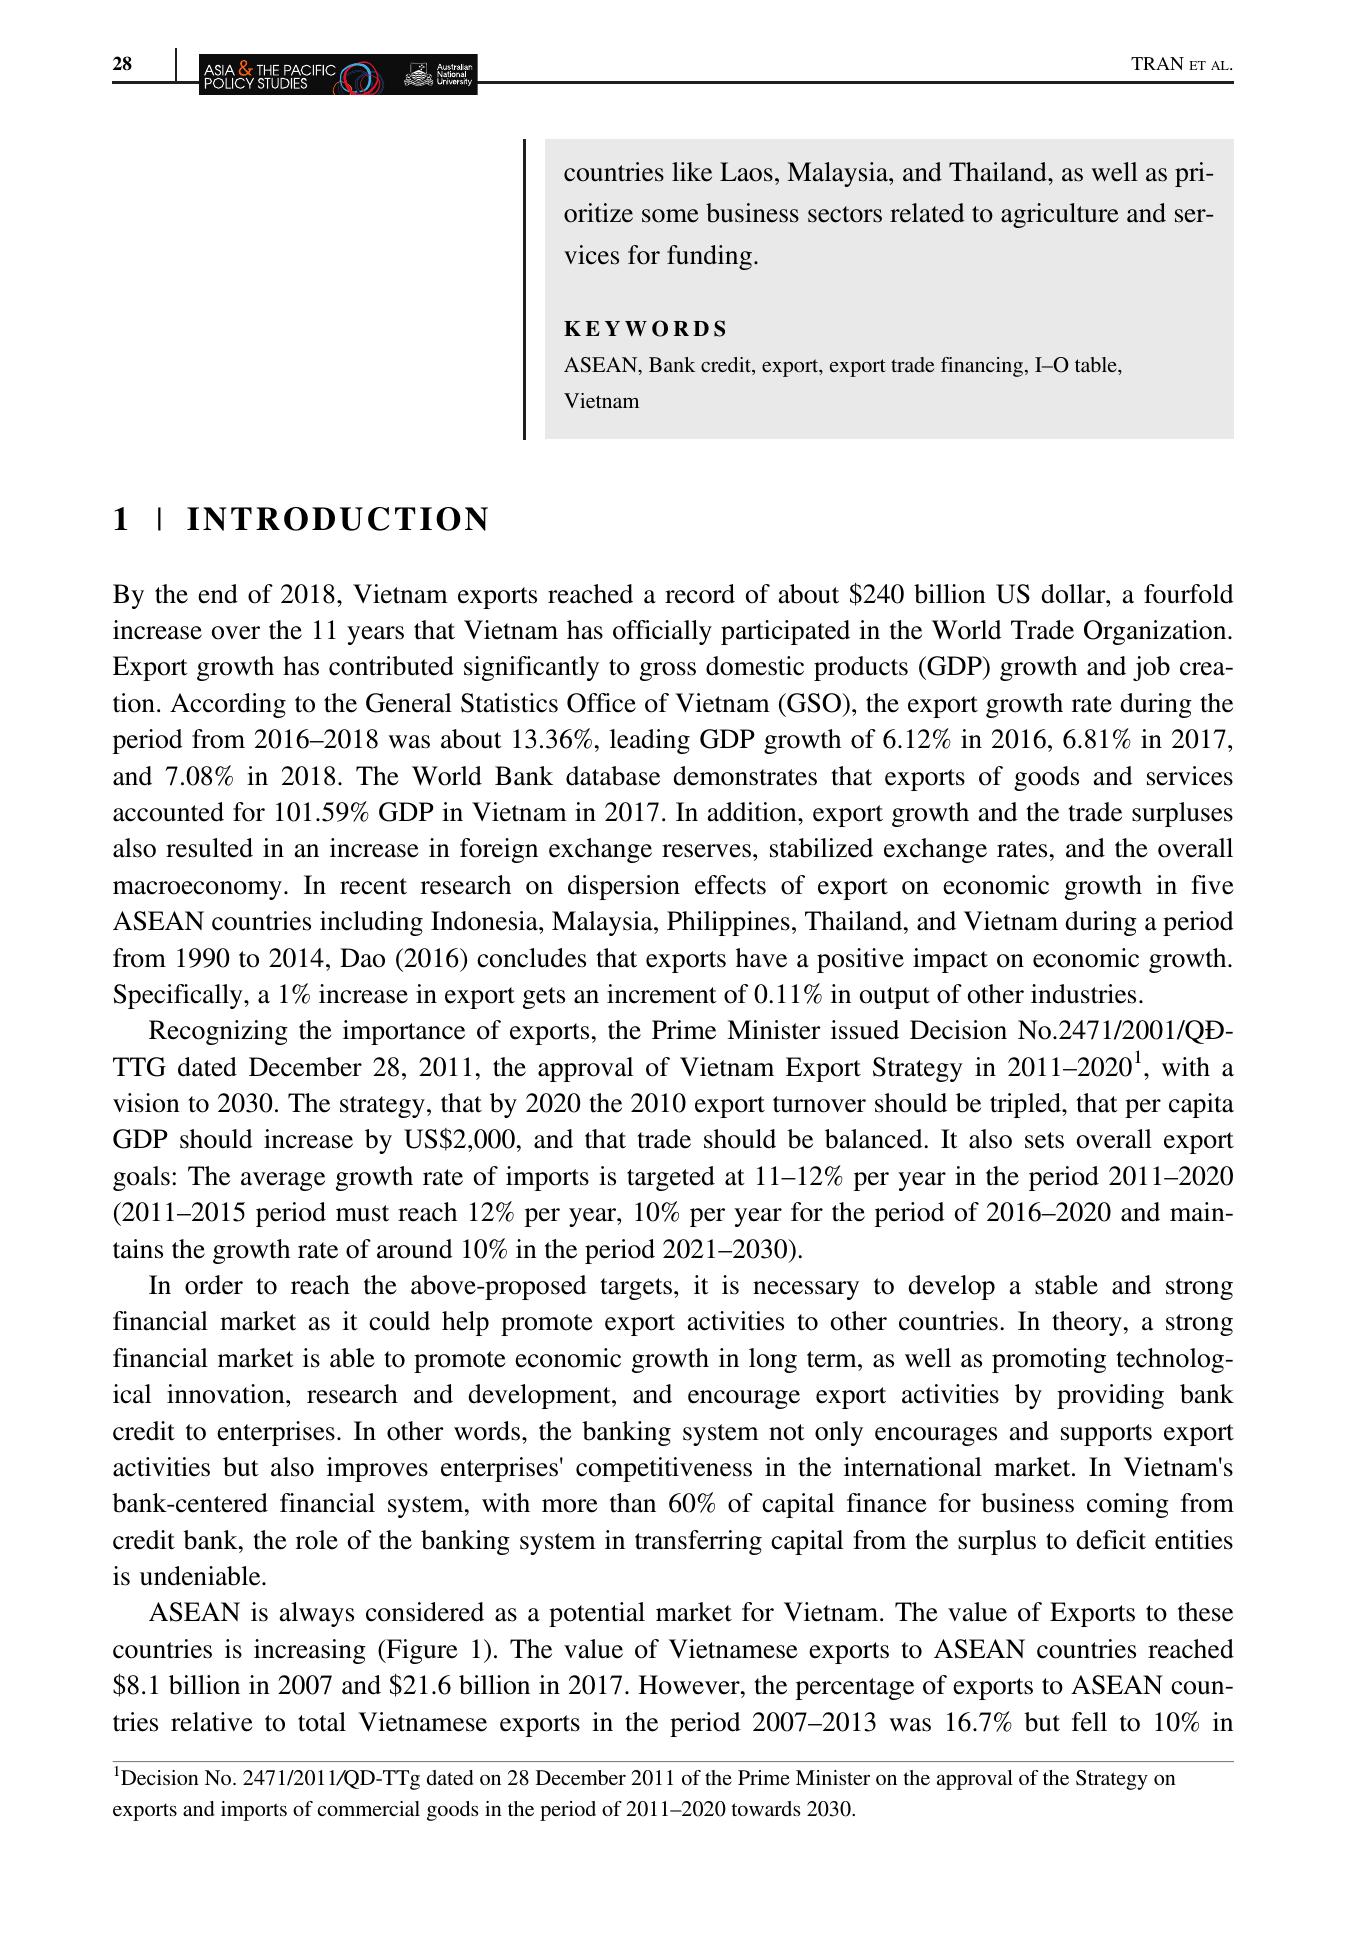 28
ASIA & THE PACIFIC
POLICY STUDIES
Australian
National
University
TRAN ET AL.
countries like Laos, Malaysia, and Thailand, as well as pri-
oritize some business sectors related to agriculture and ser-
vices for funding.
KEYWORDS
ASEAN, Bank credit, export, export trade financing, I–O table,
Vietnam
1 | INTRODUCTION
By the end of 2018, Vietnam exports reached a record of about $240 billion US dollar, a fourfold
increase over the 11 years that Vietnam has officially participated in the World Trade Organization.
Export growth has contributed significantly to gross domestic products (GDP) growth and job crea-
tion. According to the General Statistics Office of Vietnam (GSO), the export growth rate during the
period from 2016–2018 was about 13.36%, leading GDP growth of 6.12% in 2016, 6.81% in 2017,
and 7.08% in 2018. The World Bank database demonstrates that exports of goods and services
accounted for 101.59% GDP in Vietnam in 2017. In addition, export growth and the trade surpluses
also resulted in an increase in foreign exchange reserves, stabilized exchange rates, and the overall
macroeconomy. In recent research on dispersion effects of export on economic growth in five
ASEAN countries including Indonesia, Malaysia, Philippines, Thailand, and Vietnam during a period
from 1990 to 2014, Dao (2016) concludes that exports have a positive impact on economic growth.
Specifically, a 1% increase in export gets an increment of 0.11% in output of other industries.
Recognizing the importance of exports, the Prime Minister issued Decision No.2471/2001/QĐ-
TTG dated December 28, 2011, the approval of Vietnam Export Strategy in 2011–2020¹, with a
vision to 2030. The strategy, that by 2020 the 2010 export turnover should be tripled, that per capita
GDP should increase by US$2,000, and that trade should be balanced. It also sets overall export
goals: The average growth rate of imports is targeted at 11–12% per year in the period 2011–2020
(2011–2015 period must reach 12% per year, 10% per year for the period of 2016–2020 and main-
tains the growth rate of around 10% in the period 2021–2030).
In order to reach the above-proposed targets, it is necessary to develop a stable and strong
financial market as it could help promote export activities to other countries. In theory, a strong
financial market is able to promote economic growth in long term, as well as promoting technolog-
ical innovation, research and development, and encourage export activities by providing bank
credit to enterprises. In other words, the banking system not only encourages and supports export
activities but also improves enterprises' competitiveness in the international market. In Vietnam's
bank-centered financial system, with more than 60% of capital finance for business coming from
credit bank, the role of the banking system in transferring capital from the surplus to deficit entities
is undeniable.
ASEAN is always considered as a potential market for Vietnam. The value of Exports to these
countries is increasing (Figure 1). The value of Vietnamese exports to ASEAN countries reached
$8.1 billion in 2007 and $21.6 billion in 2017. However, the percentage of exports to ASEAN coun-
tries relative to total Vietnamese exports in the period 2007–2013 was 16.7% but fell to 10% in
¹Decision No. 2471/2011/QD-TTg dated on 28 December 2011 of the Prime Minister on the approval of the Strategy on
exports and imports of commercial goods in the period of 2011–2020 towards 2030.